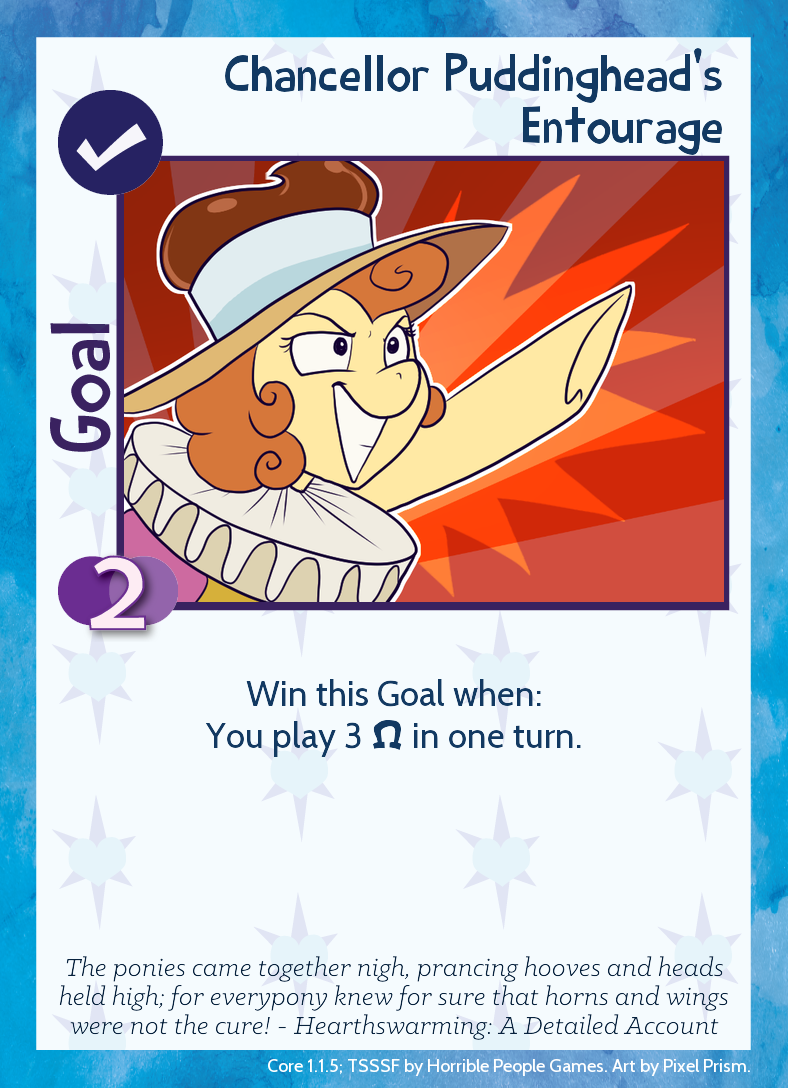 Chancellor Puddinghead's
Entourage
Goal
2
Win this Goal when:
You play 3 Ω in one turn.
The ponies came together nigh, prancing hooves and heads
held high; for everypony knew for sure that horns and wings
were not the cure! - Hearthswarming: A Detailed Account
Core 1.1.5; TSSSF by Horrible People Games. Art by Pixel Prism.